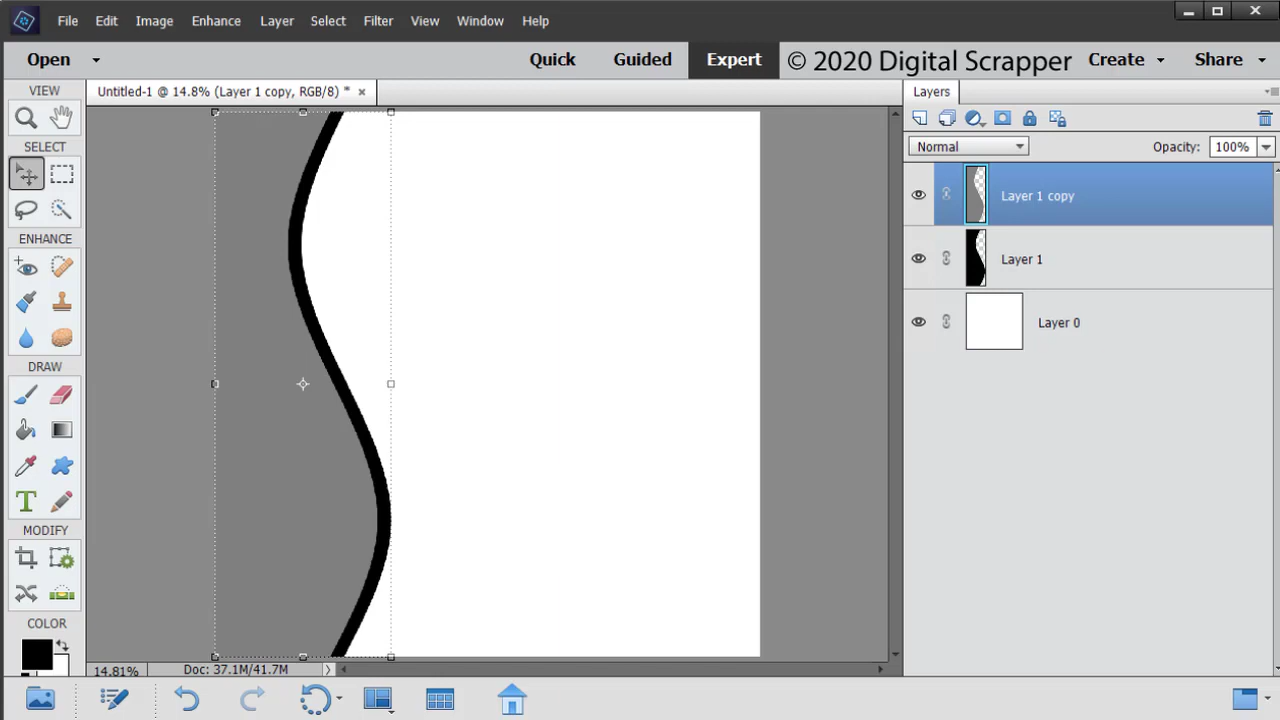 File Edit Image Enhance Layer Select Filter View Window Help
Open Quick Guided Expert © 2020 Digital Scrapper Create Share
VIEW
Untitled-1 @ 14.8% (Layer 1 copy, RGB/8) *
Layers
SELECT
Normal Opacity: 100%
Layer 1 copy
ENHANCE
Layer 1
Layer 0
DRAW
MODIFY
COLOR
14.81% Doc: 37.1M/41.7M